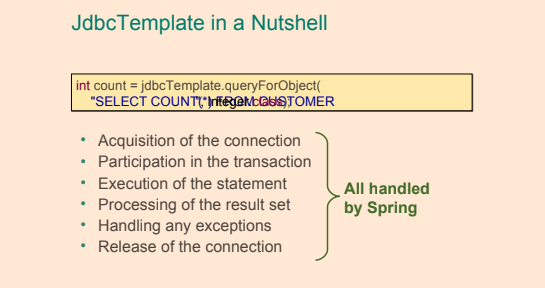 JdbcTemplate in a Nutshell
int count = jdbcTemplate.queryForObject(
"SELECT COUNT(*) FROM CUSTOMER", Integer.class);
• Acquisition of the connection
• Participation in the transaction
• Execution of the statement
• Processing of the result set
• Handling any exceptions
• Release of the connection
All handled
by Spring